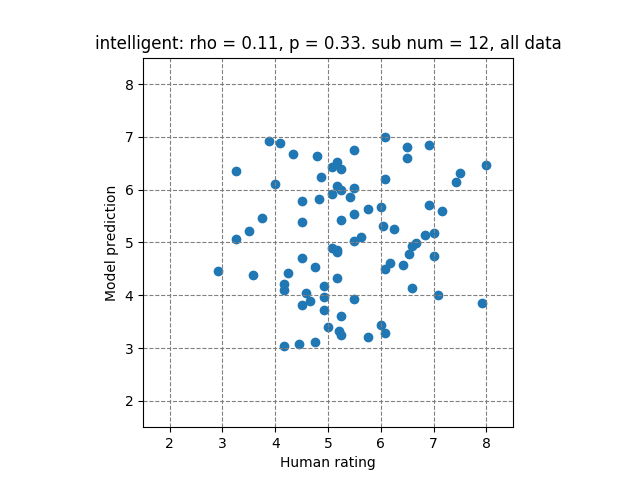 intelligent: rho = 0.11, p = 0.33. sub num = 12, all data
8
7
6
5
4
3
2
Model prediction
2 3 4 5 6 7 8
Human rating